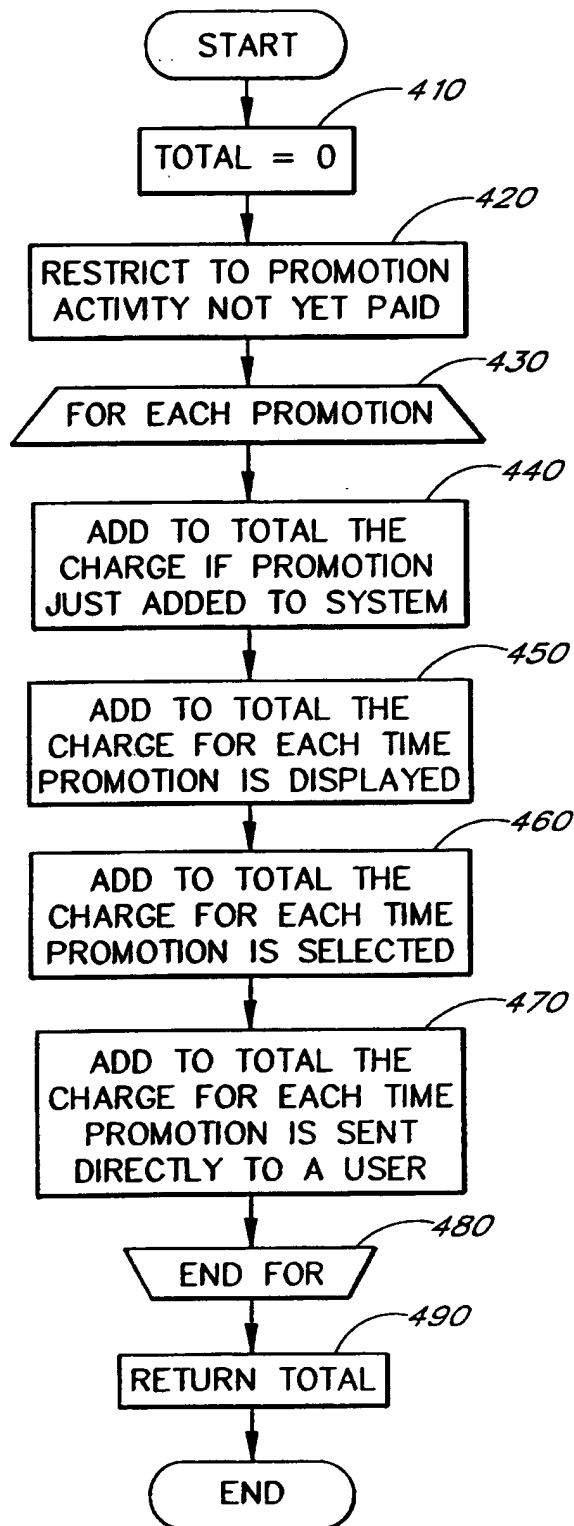 START
410
TOTAL = 0
420
RESTRICT TO PROMOTION
ACTIVITY NOT YET PAID
430
FOR EACH PROMOTION
440
ADD TO TOTAL THE
CHARGE IF PROMOTION
JUST ADDED TO SYSTEM
450
ADD TO TOTAL THE
CHARGE FOR EACH TIME
PROMOTION IS DISPLAYED
460
ADD TO TOTAL THE
CHARGE FOR EACH TIME
PROMOTION IS SELECTED
470
ADD TO TOTAL THE
CHARGE FOR EACH TIME
PROMOTION IS SENT
DIRECTLY TO A USER
480
END FOR
490
RETURN TOTAL
END